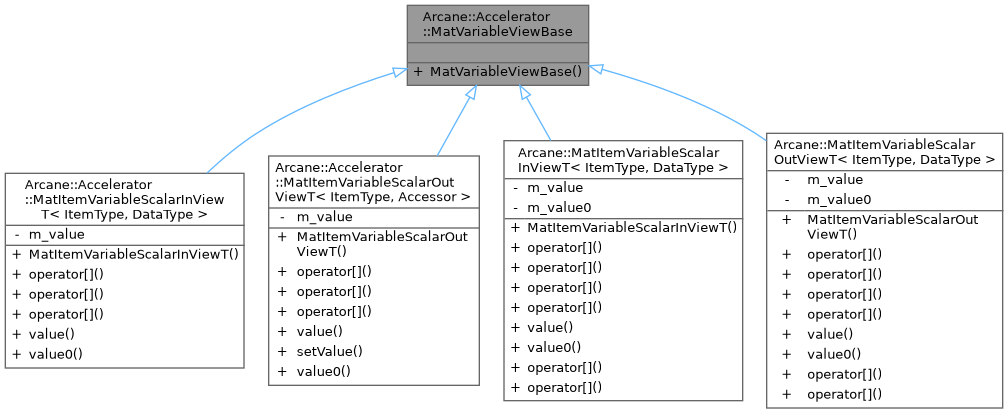 Arcane::Accelerator
::MatVariableViewBase
+ MatVariableViewBase()
Arcane::Accelerator
::MatItemVariableScalarInView
T< ItemType, DataType >
- m_value
+ MatItemVariableScalarInViewT()
+ operator[]()
+ operator[]()
+ operator[]()
+ value()
+ value0()
Arcane::Accelerator
::MatItemVariableScalarOut
ViewT< ItemType, Accessor >
- m_value
+ MatItemVariableScalarOut
ViewT()
+ operator[]()
+ operator[]()
+ operator[]()
+ value()
+ setValue()
+ value0()
Arcane::MatItemVariableScalar
InViewT< ItemType, DataType >
- m_value
- m_value0
+ MatItemVariableScalarInViewT()
+ operator[]()
+ operator[]()
+ operator[]()
+ operator[]()
+ value()
+ value0()
+ operator[]()
+ operator[]()
Arcane::MatItemVariableScalar
OutViewT< ItemType, DataType >
- m_value
- m_value0
+ MatItemVariableScalarOut
ViewT()
+ operator[]()
+ operator[]()
+ operator[]()
+ operator[]()
+ value()
+ value0()
+ operator[]()
+ operator[]()